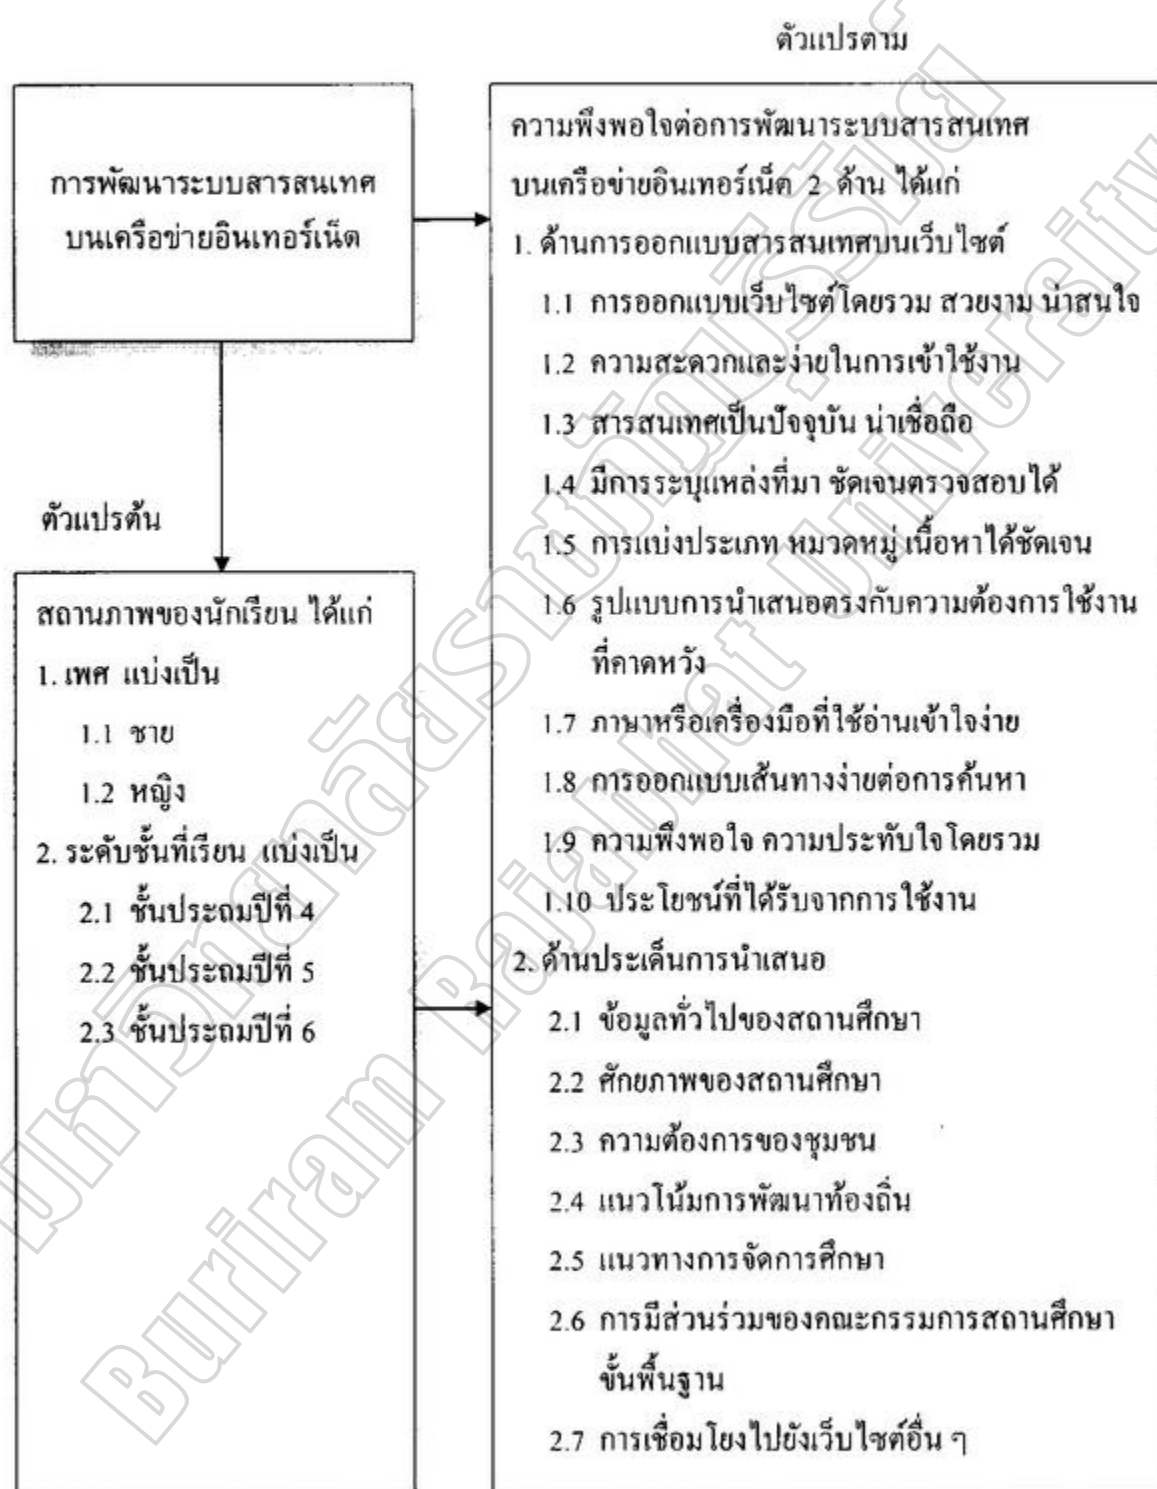 ตัวแปรตาม
การพัฒนาระบบสารสนเทศ
บนเครือข่ายอินเทอร์เน็ต
ความพึงพอใจต่อการพัฒนาระบบสารสนเทศ
บนเครือข่ายอินเทอร์เน็ต 2 ด้าน ได้แก่
1. ด้านการออกแบบสารสนเทศบนเว็บไซต์
1.1 การออกแบบเว็บไซต์โดยรวม สวยงาม น่าสนใจ
1.2 ความสะดวกและง่ายในการเข้าใช้งาน
1.3 สารสนเทศเป็นปัจจุบัน น่าเชื่อถือ
1.4 มีการระบุแหล่งที่มา ชัดเจนตรวจสอบได้
1.5 การแบ่งประเภท หมวดหมู่ เนื้อหาได้ชัดเจน
1.6 รูปแบบการนำเสนอตรงกับความต้องการใช้งาน
ที่คาดหวัง
1.7 ภาษาหรือเครื่องมือที่ใช้อ่านเข้าใจง่าย
1.8 การออกแบบเส้นทางง่ายต่อการค้นหา
1.9 ความพึงพอใจ ความประทับใจโดยรวม
1.10 ประโยชน์ที่ได้รับจากการใช้งาน
2. ด้านประเด็นการนำเสนอ
2.1 ข้อมูลทั่วไปของสถานศึกษา
2.2 ศักยภาพของสถานศึกษา
2.3 ความต้องการของชุมชน
2.4 แนวโน้มการพัฒนาท้องถิ่น
2.5 แนวทางการจัดการศึกษา
2.6 การมีส่วนร่วมของคณะกรรมการสถานศึกษา
ขั้นพื้นฐาน
2.7 การเชื่อมโยงไปยังเว็บไซต์อื่น ๆ
ตัวแปรต้น
สถานภาพของนักเรียน ได้แก่
1. เพศ แบ่งเป็น
1.1 ชาย
1.2 หญิง
2. ระดับชั้นที่เรียน แบ่งเป็น
2.1 ชั้นประถมปีที่ 4
2.2 ชั้นประถมปีที่ 5
2.3 ชั้นประถมปีที่ 6
มหาวิทยาลัยราชภัฏบุรีรัมย์
Buriram Rajabhat University